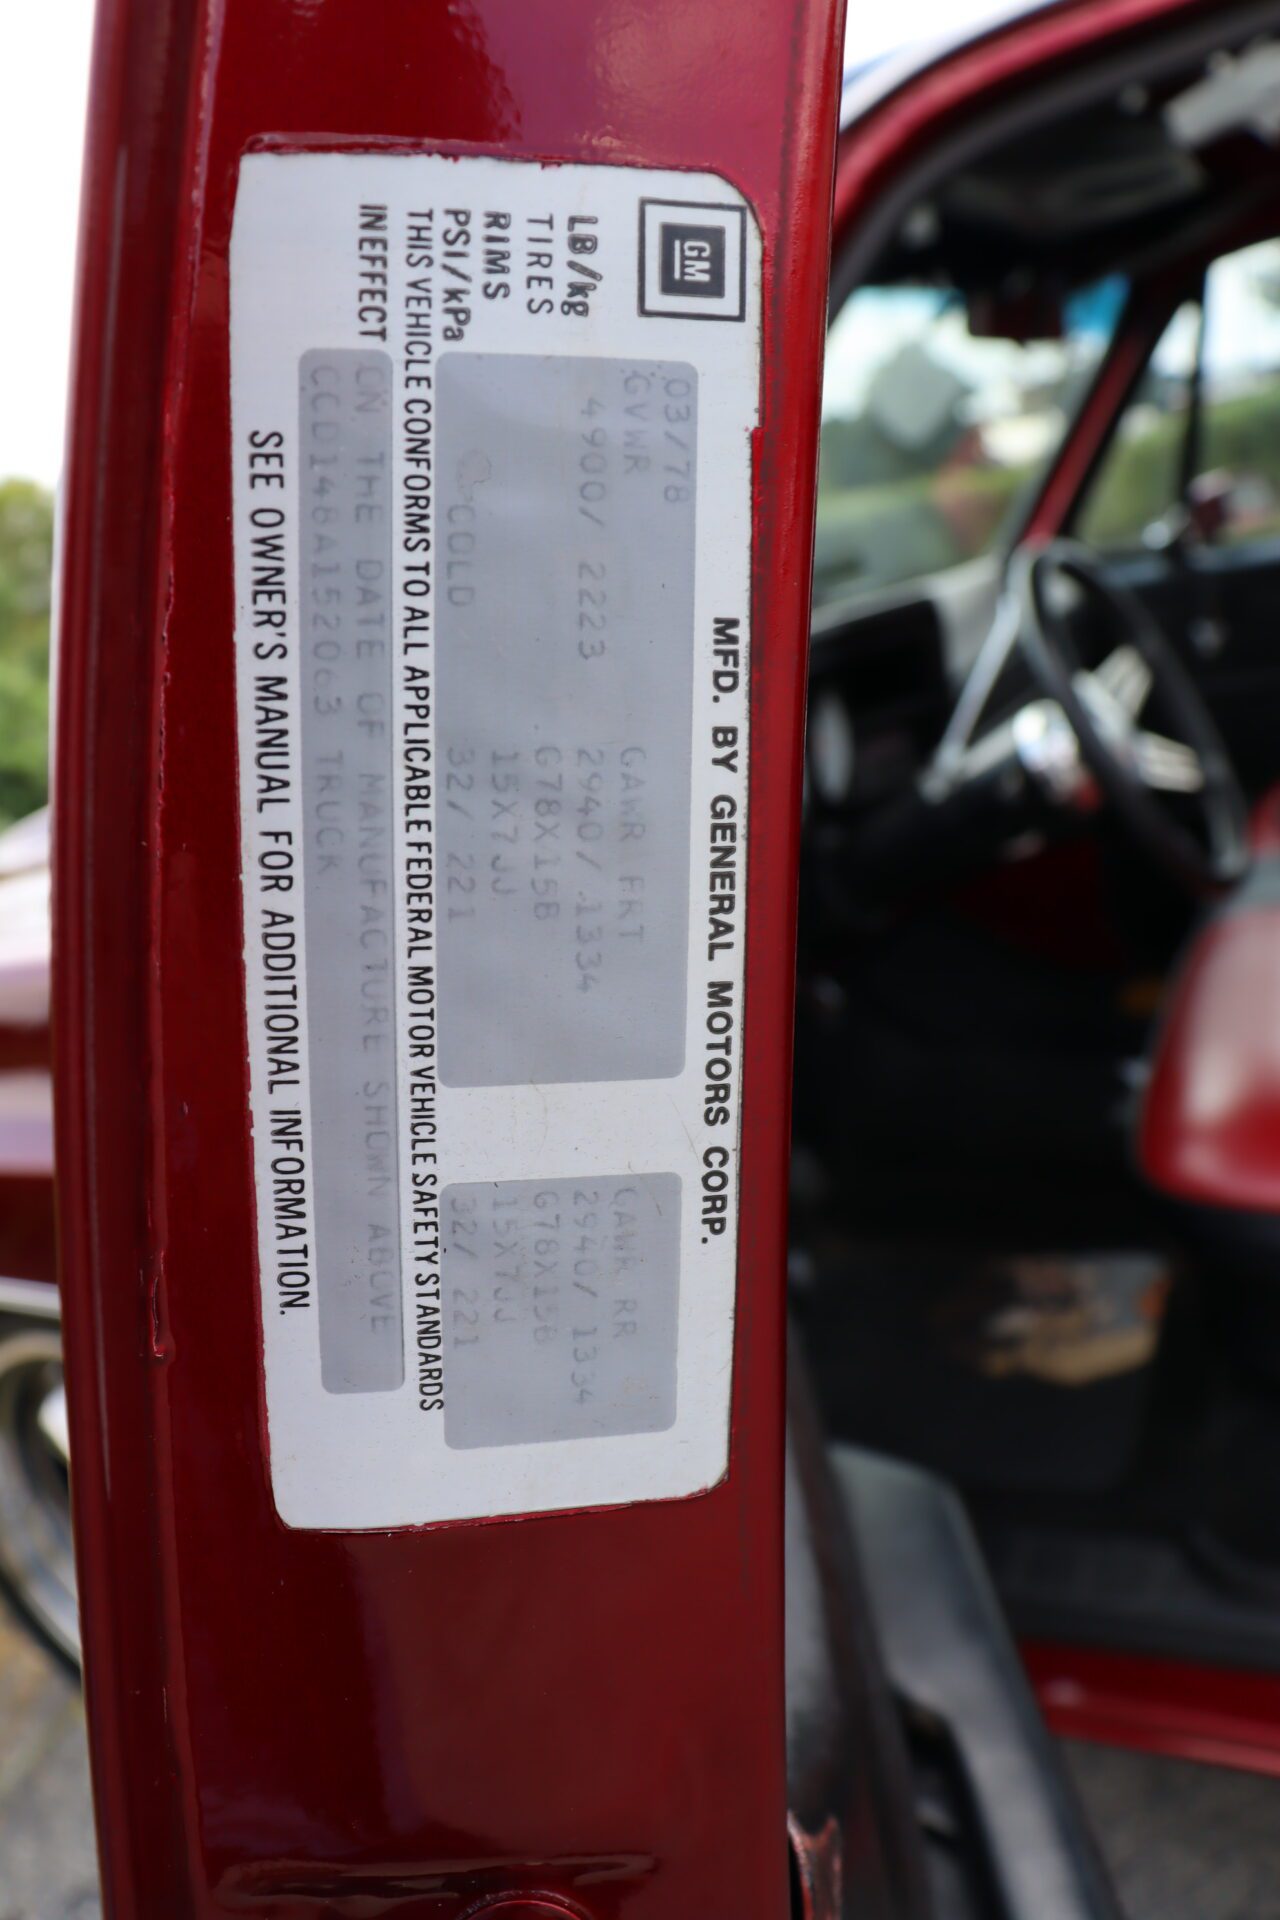 GM
MFD. BY GENERAL MOTORS CORP.
03/78
GVWR GAWR FRT GAWR RR
LB/kg 4900/ 2223 2940/ 1334 2940/ 1334
TIRES G78X15B G78X15B
RIMS 15X7JJ 15X7JJ
PSI/kPa COLD 32/ 221 32/ 221
THIS VEHICLE CONFORMS TO ALL APPLICABLE FEDERAL MOTOR VEHICLE SAFETY STANDARDS
IN EFFECT ON THE DATE OF MANUFACTURE SHOWN ABOVE
CCD148A152063 TRUCK
SEE OWNER'S MANUAL FOR ADDITIONAL INFORMATION.